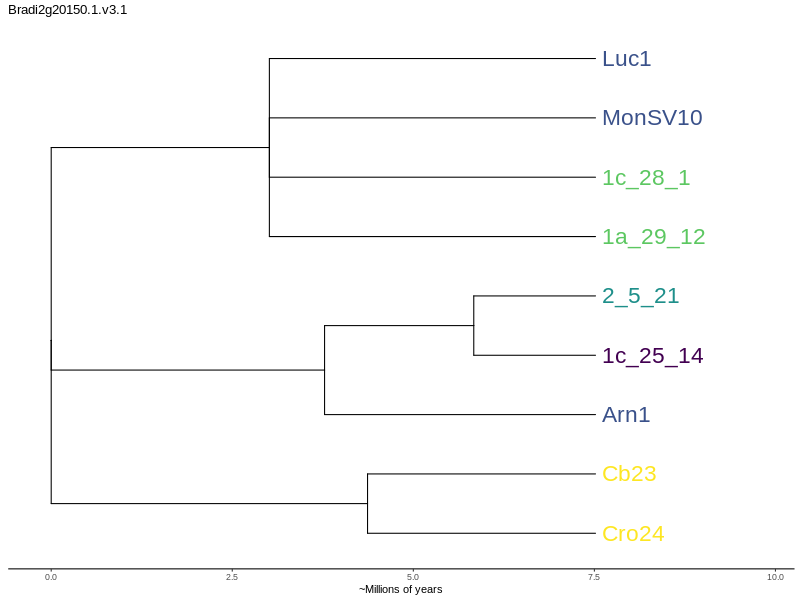 Bradi2g20150.1.v3.1
Luc1
MonSV10
1c_28_1
1a_29_12
2_5_21
1c_25_14
Arn1
Cb23
Cro24
0.0 2.5 5.0 7.5 10.0
~Millions of years